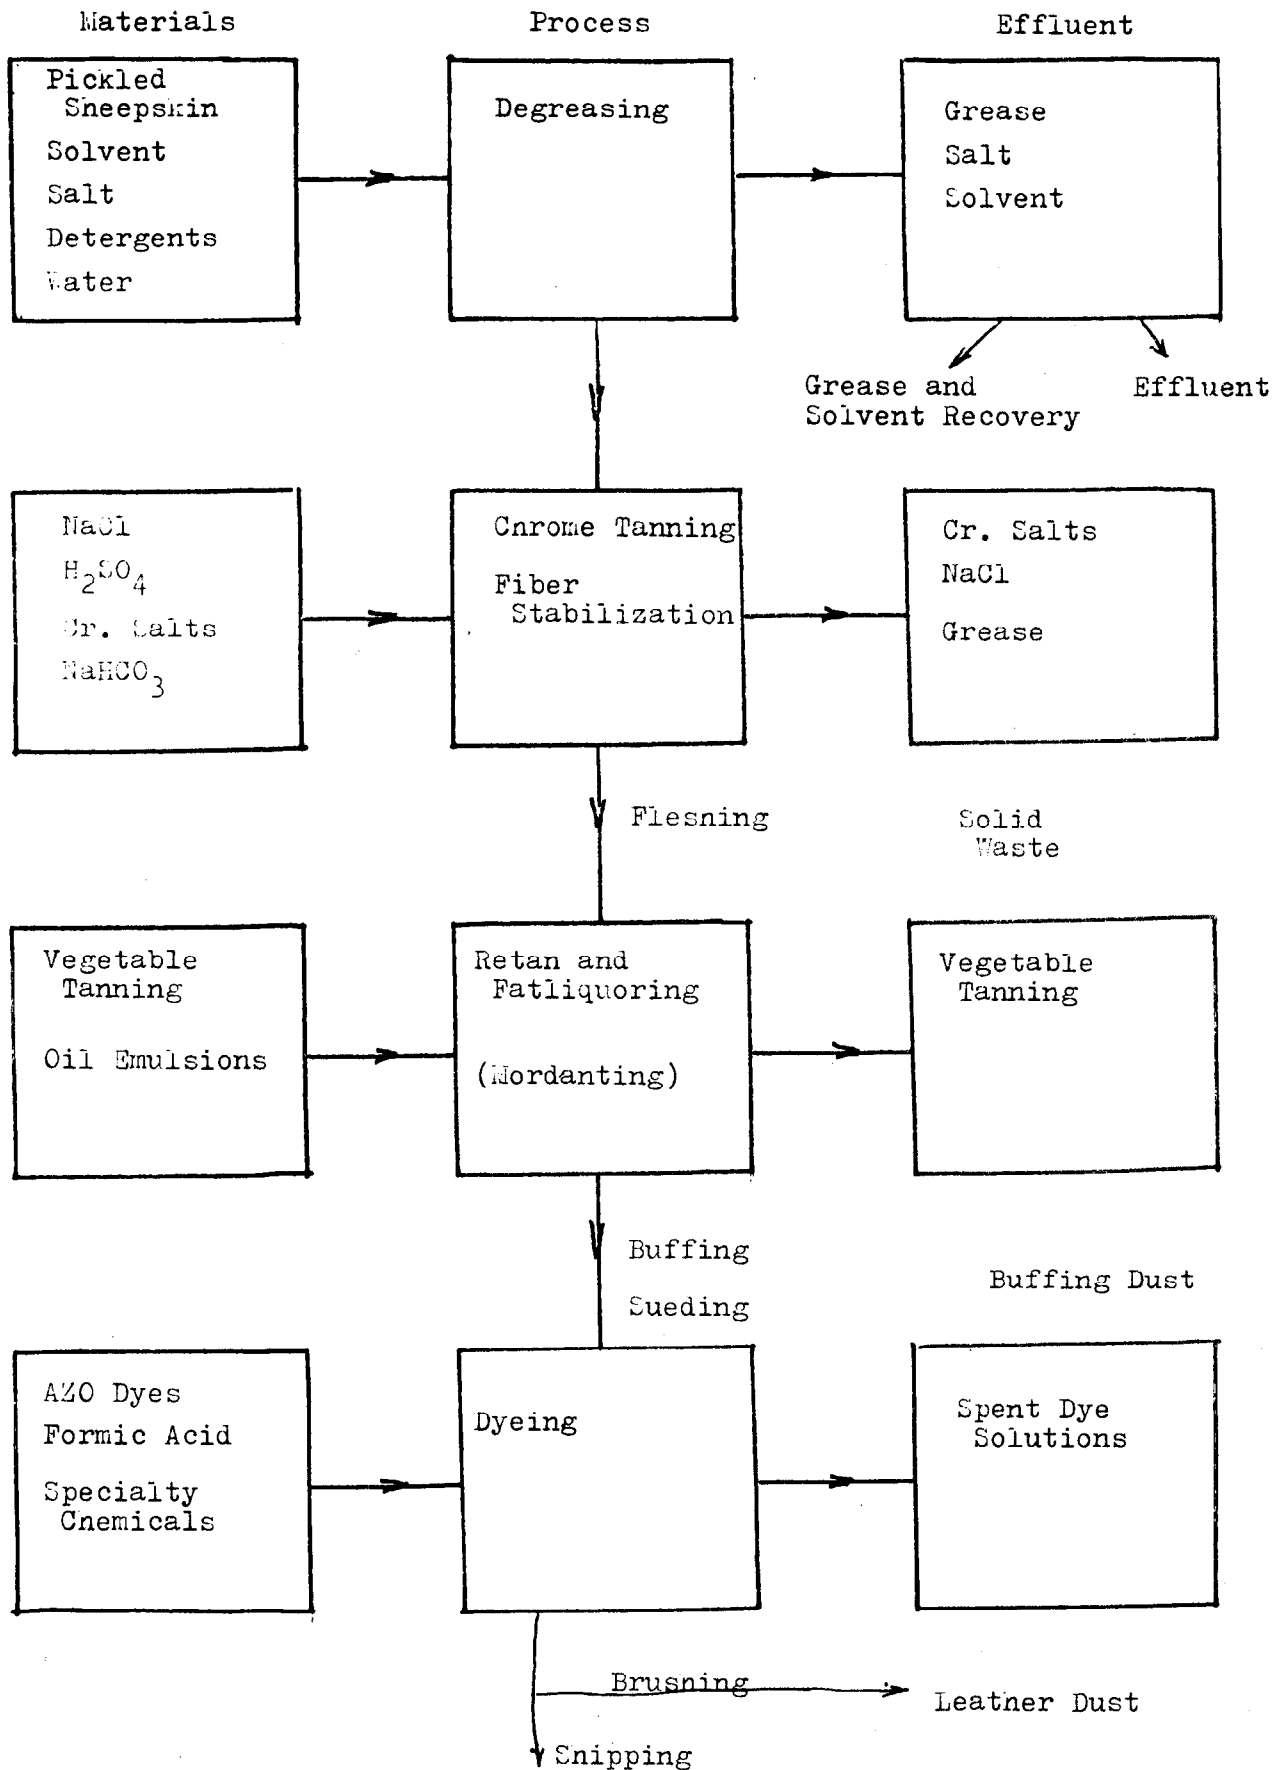 Materials
Process
Effluent
Pickled
Sneepskin
Solvent
Salt
Detergents
Water
Degreasing
Grease
Salt
Solvent
Grease and
Solvent Recovery
Effluent
NaCl
H₂SO₄
Cr. Salts
NaHCO₃
Cnrome Tanning
Fiber
Stabilization
Cr. Salts
NaCl
Grease
Flesning
Solid
Waste
Vegetable
Tanning
Oil Emulsions
Retan and
Fatliquoring
(Mordanting)
Vegetable
Tanning
Buffing
Sueding
Buffing Dust
AZO Dyes
Formic Acid
Specialty
Cnemicals
Dyeing
Spent Dye
Solutions
Brusning
Leatner Dust
Snipping